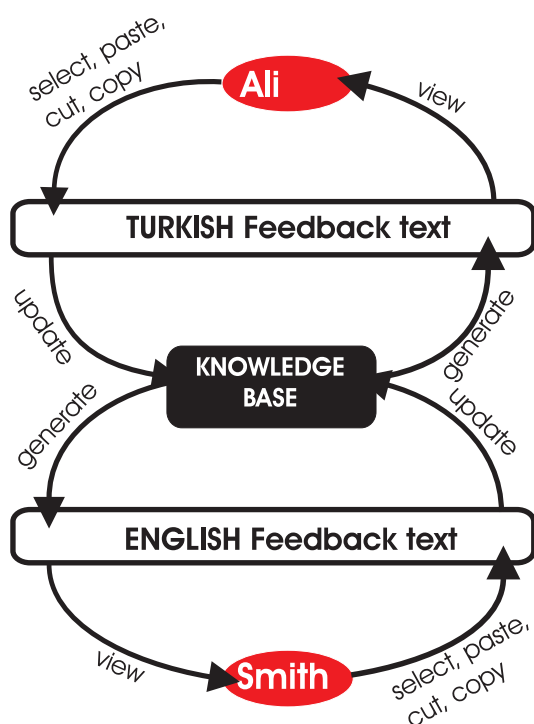 select, paste,
cut, copy
Ali
view
TURKISH Feedback text
update
generate
KNOWLEDGE
BASE
generate
update
ENGLISH Feedback text
view
Smith
select, paste,
cut, copy